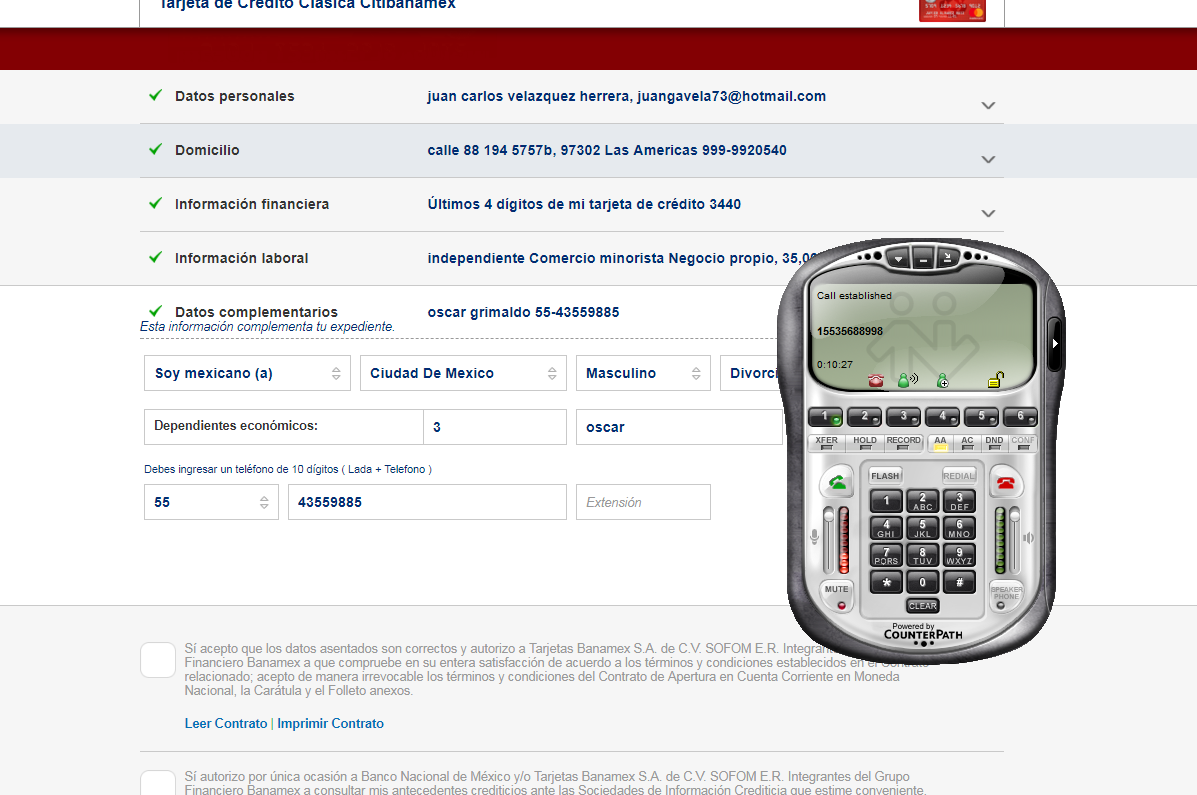 Tarjeta de Crédito Clásica Citibanamex
Datos personales juan carlos velazquez herrera, juangavela73@hotmail.com
Domicilio calle 88 194 5757b, 97302 Las Americas 999-9920540
Información financiera Últimos 4 dígitos de mi tarjeta de crédito 3440
Información laboral independiente Comercio minorista Negocio propio, 35,00
Datos complementarios oscar grimaldo 55-43559885
Esta información complementa tu expediente.
Soy mexicano (a) Ciudad De Mexico Masculino Divorci
Dependientes económicos: 3 oscar
Debes ingresar un teléfono de 10 dígitos ( Lada + Telefono )
55 43559885 Extensión
Call established
15535688998
0:10:27
1 2 3 4 5 6
XFER HOLD RECORD AA AC DND CONF
FLASH REDIAL
1 2 ABC 3 DEF
4 GHI 5 JKL 6 MNO
7 PQRS 8 TUV 9 WXYZ
* 0 #
MUTE SPEAKER PHONE
CLEAR
Powered by
COUNTERPATH
Sí acepto que los datos asentados son correctos y autorizo a Tarjetas Banamex S.A. de C.V. SOFOM E.R. Integrantes
Financiero Banamex a que compruebe en su entera satisfacción de acuerdo a los términos y condiciones establecidos en el Contrato
relacionado; acepto de manera irrevocable los términos y condiciones del Contrato de Apertura en Cuenta Corriente en Moneda
Nacional, la Carátula y el Folleto anexos.
Leer Contrato | Imprimir Contrato
Sí autorizo por única ocasión a Banco Nacional de México y/o Tarjetas Banamex S.A. de C.V. SOFOM E.R. Integrantes del Grupo
Financiero Banamex a consultar mis antecedentes crediticios ante las Sociedades de Información Crediticia que estime conveniente.